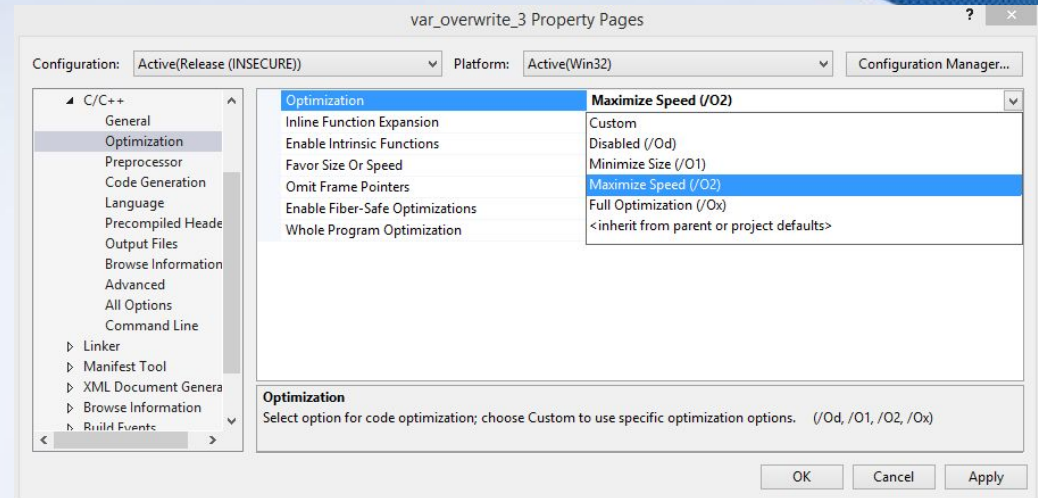 var_overwrite_3 Property Pages
? ×
Configuration: Active(Release (INSECURE)) Platform: Active(Win32) Configuration Manager...
C/C++
General
Optimization
Preprocessor
Code Generation
Language
Precompiled Heade
Output Files
Browse Information
Advanced
All Options
Command Line
Linker
Manifest Tool
XML Document Genera
Browse Information
Build Events
Optimization Maximize Speed (/O2)
Inline Function Expansion
Enable Intrinsic Functions
Favor Size Or Speed
Omit Frame Pointers
Enable Fiber-Safe Optimizations
Whole Program Optimization
Custom
Disabled (/Od)
Minimize Size (/O1)
Maximize Speed (/O2)
Full Optimization (/Ox)
<inherit from parent or project defaults>
Optimization
Select option for code optimization; choose Custom to use specific optimization options. (/Od, /O1, /O2, /Ox)
OK Cancel Apply